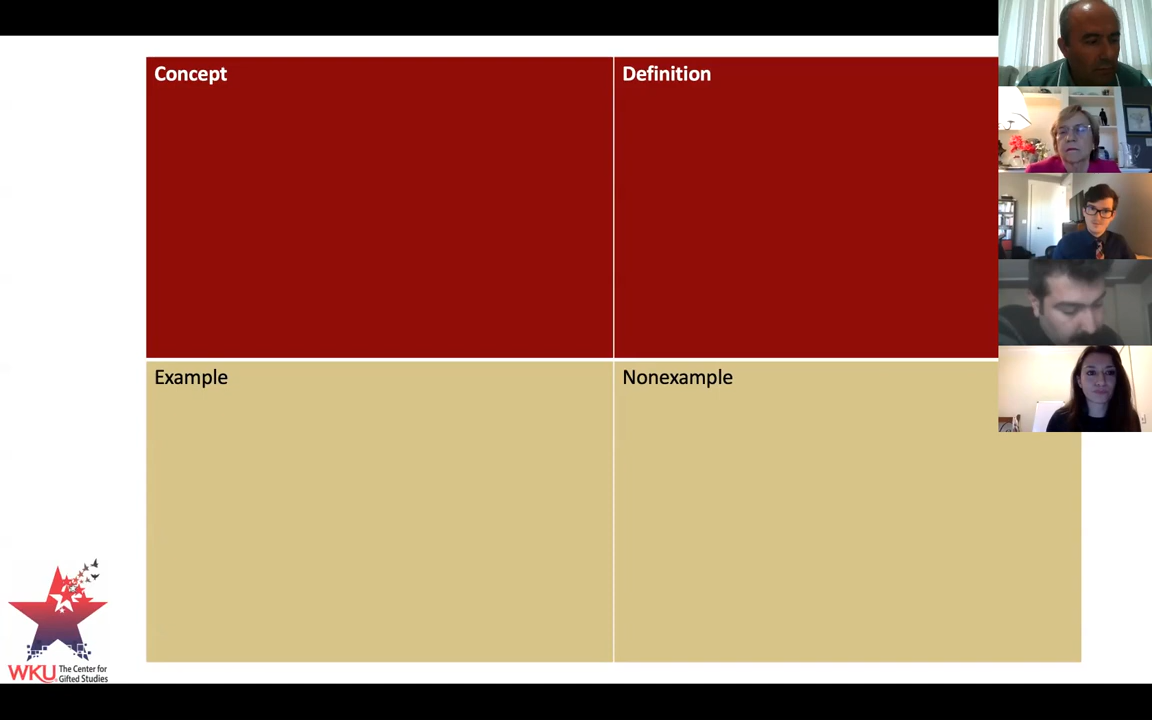 Concept
Definition
Example
Nonexample
WKU The Center for
Gifted Studies